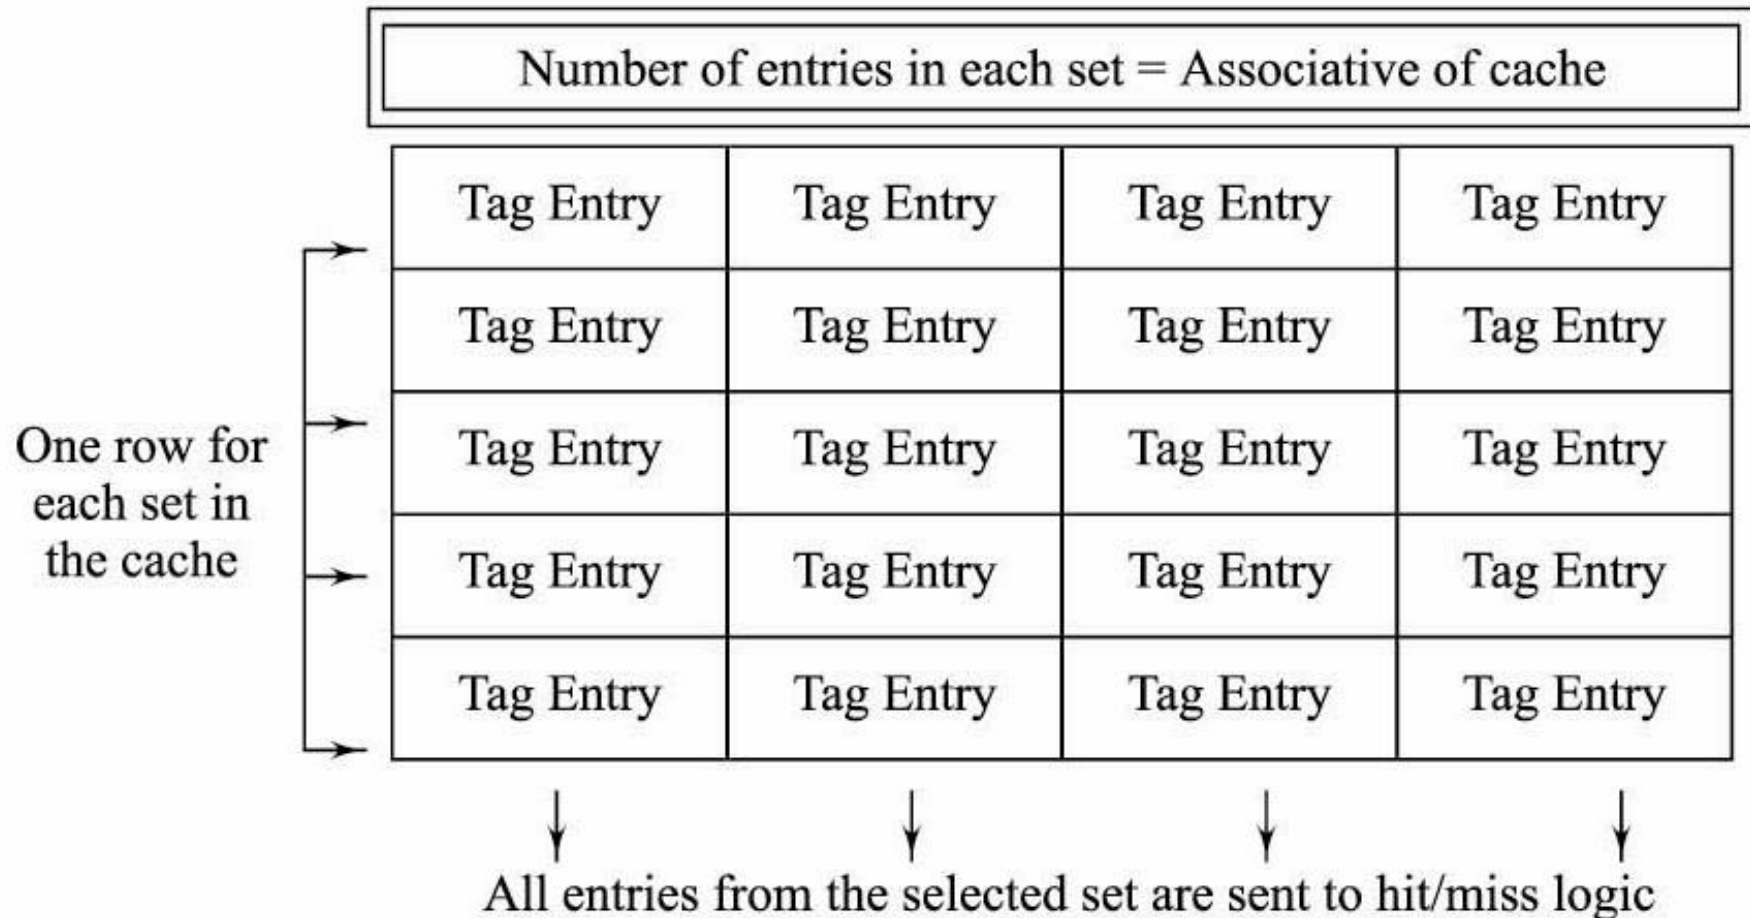 Number of entries in each set = Associative of cache
Tag Entry Tag Entry Tag Entry Tag Entry
Tag Entry Tag Entry Tag Entry Tag Entry
One row for
each set in
the cache
Tag Entry Tag Entry Tag Entry Tag Entry
Tag Entry Tag Entry Tag Entry Tag Entry
Tag Entry Tag Entry Tag Entry Tag Entry
All entries from the selected set are sent to hit/miss logic